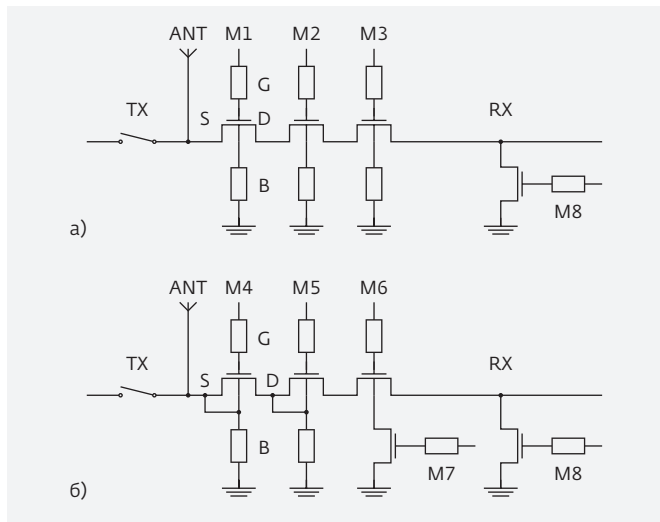 ANT M1 M2 M3
G
TX S D RX
B
M8
а)
ANT M4 M5 M6
G
TX S D RX
B
M7 M8
б)